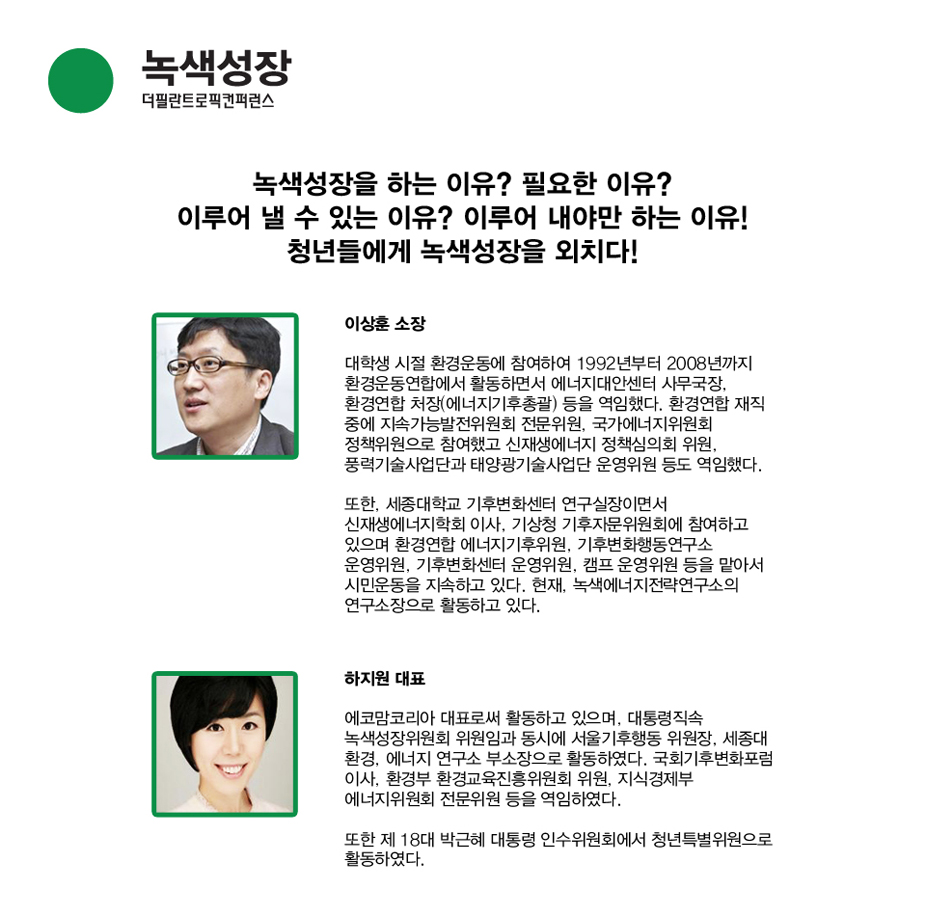 녹색성장
더필란트로픽컨퍼런스
녹색성장을 하는 이유? 필요한 이유?
이루어 낼 수 있는 이유? 이루어 내야만 하는 이유!
청년들에게 녹색성장을 외치다!
이상훈 소장
대학생 시절 환경운동에 참여하여 1992년부터 2008년까지
환경운동연합에서 활동하면서 에너지대안센터 사무국장,
환경연합 처장(에너지기후총괄) 등을 역임했다. 환경연합 재직
중에 지속가능발전위원회 전문위원, 국가에너지위원회
정책위원으로 참여했고 신재생에너지 정책심의회 위원,
풍력기술사업단과 태양광기술사업단 운영위원 등도 역임했다.
또한, 세종대학교 기후변화센터 연구실장이면서
신재생에너지학회 이사, 기상청 기후자문위원회에 참여하고
있으며 환경연합 에너지기후위원, 기후변화행동연구소
운영위원, 기후변화센터 운영위원, 캠프 운영위원 등을 맡아서
시민운동을 지속하고 있다. 현재, 녹색에너지전략연구소의
연구소장으로 활동하고 있다.
하지원 대표
에코맘코리아 대표로써 활동하고 있으며, 대통령직속
녹색성장위원회 위원임과 동시에 서울기후행동 위원장, 세종대
환경, 에너지 연구소 부소장으로 활동하였다. 국회기후변화포럼
이사, 환경부 환경교육진흥위원회 위원, 지식경제부
에너지위원회 전문위원 등을 역임하였다.
또한 제 18대 박근혜 대통령 인수위원회에서 청년특별위원으로
활동하였다.